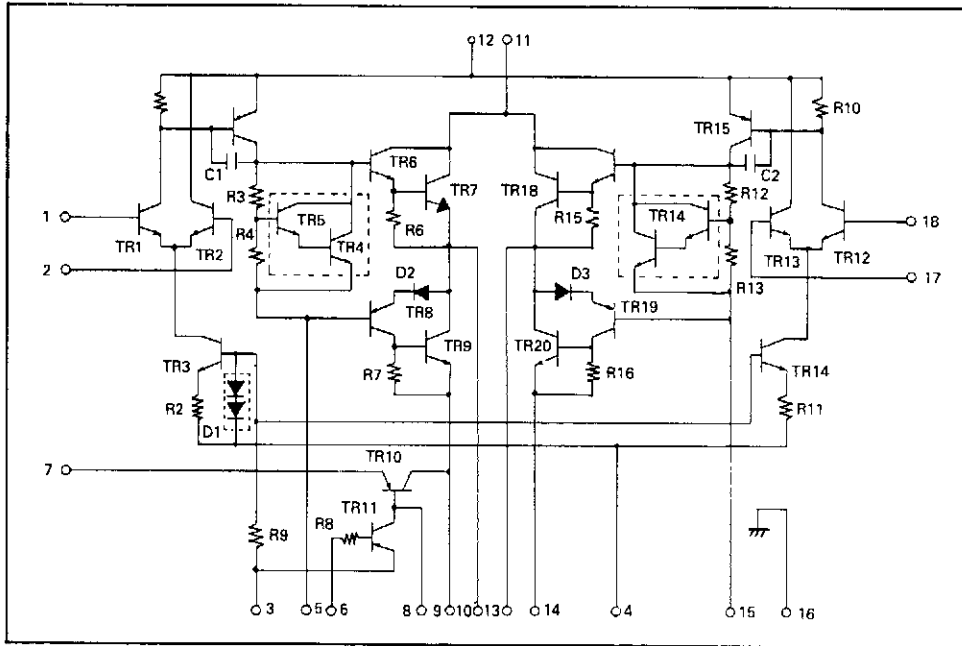 12 11
R10
TR15
C1 TR6 C2
R3 TR7 TR18 R12
TR5 R15 TR14
1 R4 R6 18
TR1 TR2 TR4 TR13 TR12
2 D2 D3 R13 17
TR8 TR19
TR9 TR20
TR3 R7 R16 TR14
R2 R11
D1
7 TR10
TR11
R9 R8
3 5 6 8 9 10 13 14 4 15 16